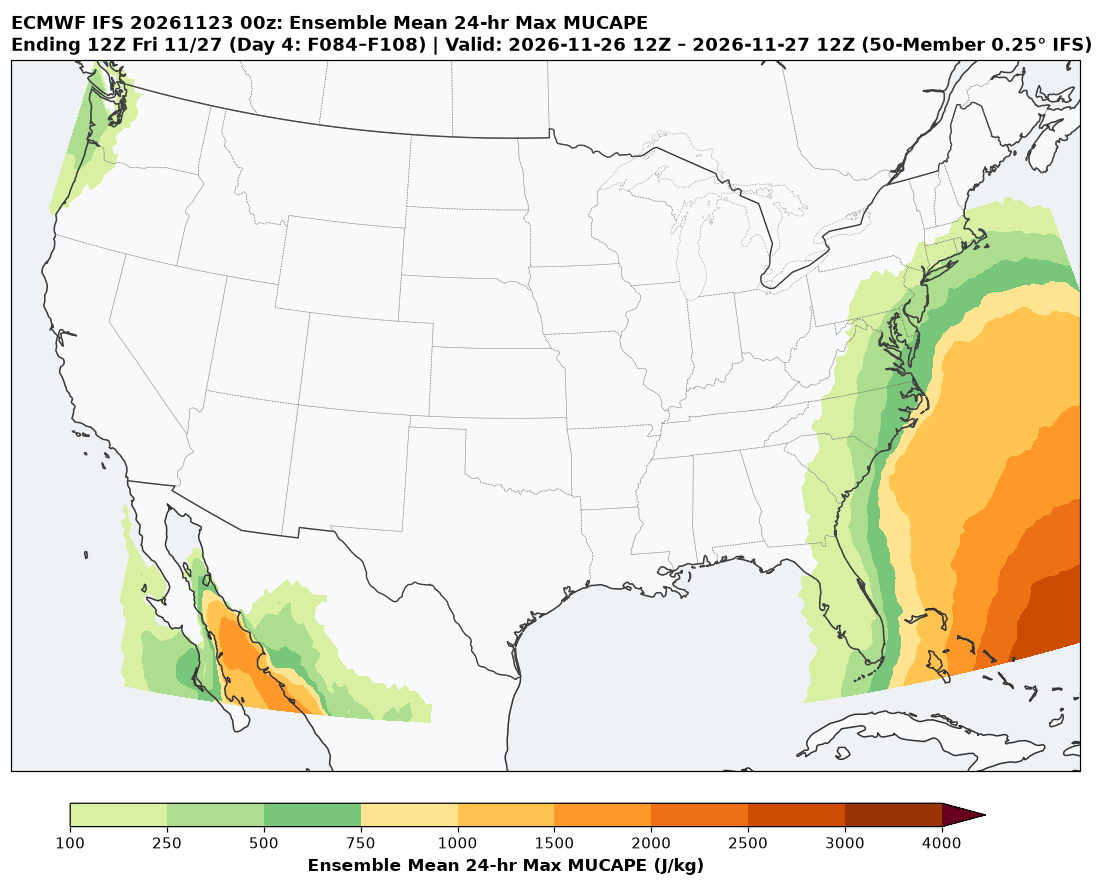 ECMWF IFS 20261123 00z: Ensemble Mean 24-hr Max MUCAPE
Ending 12Z Fri 11/27 (Day 4: F084–F108) | Valid: 2026-11-26 12Z – 2026-11-27 12Z (50-Member 0.25° IFS)
100 250 500 750 1000 1500 2000 2500 3000 4000
Ensemble Mean 24-hr Max MUCAPE (J/kg)